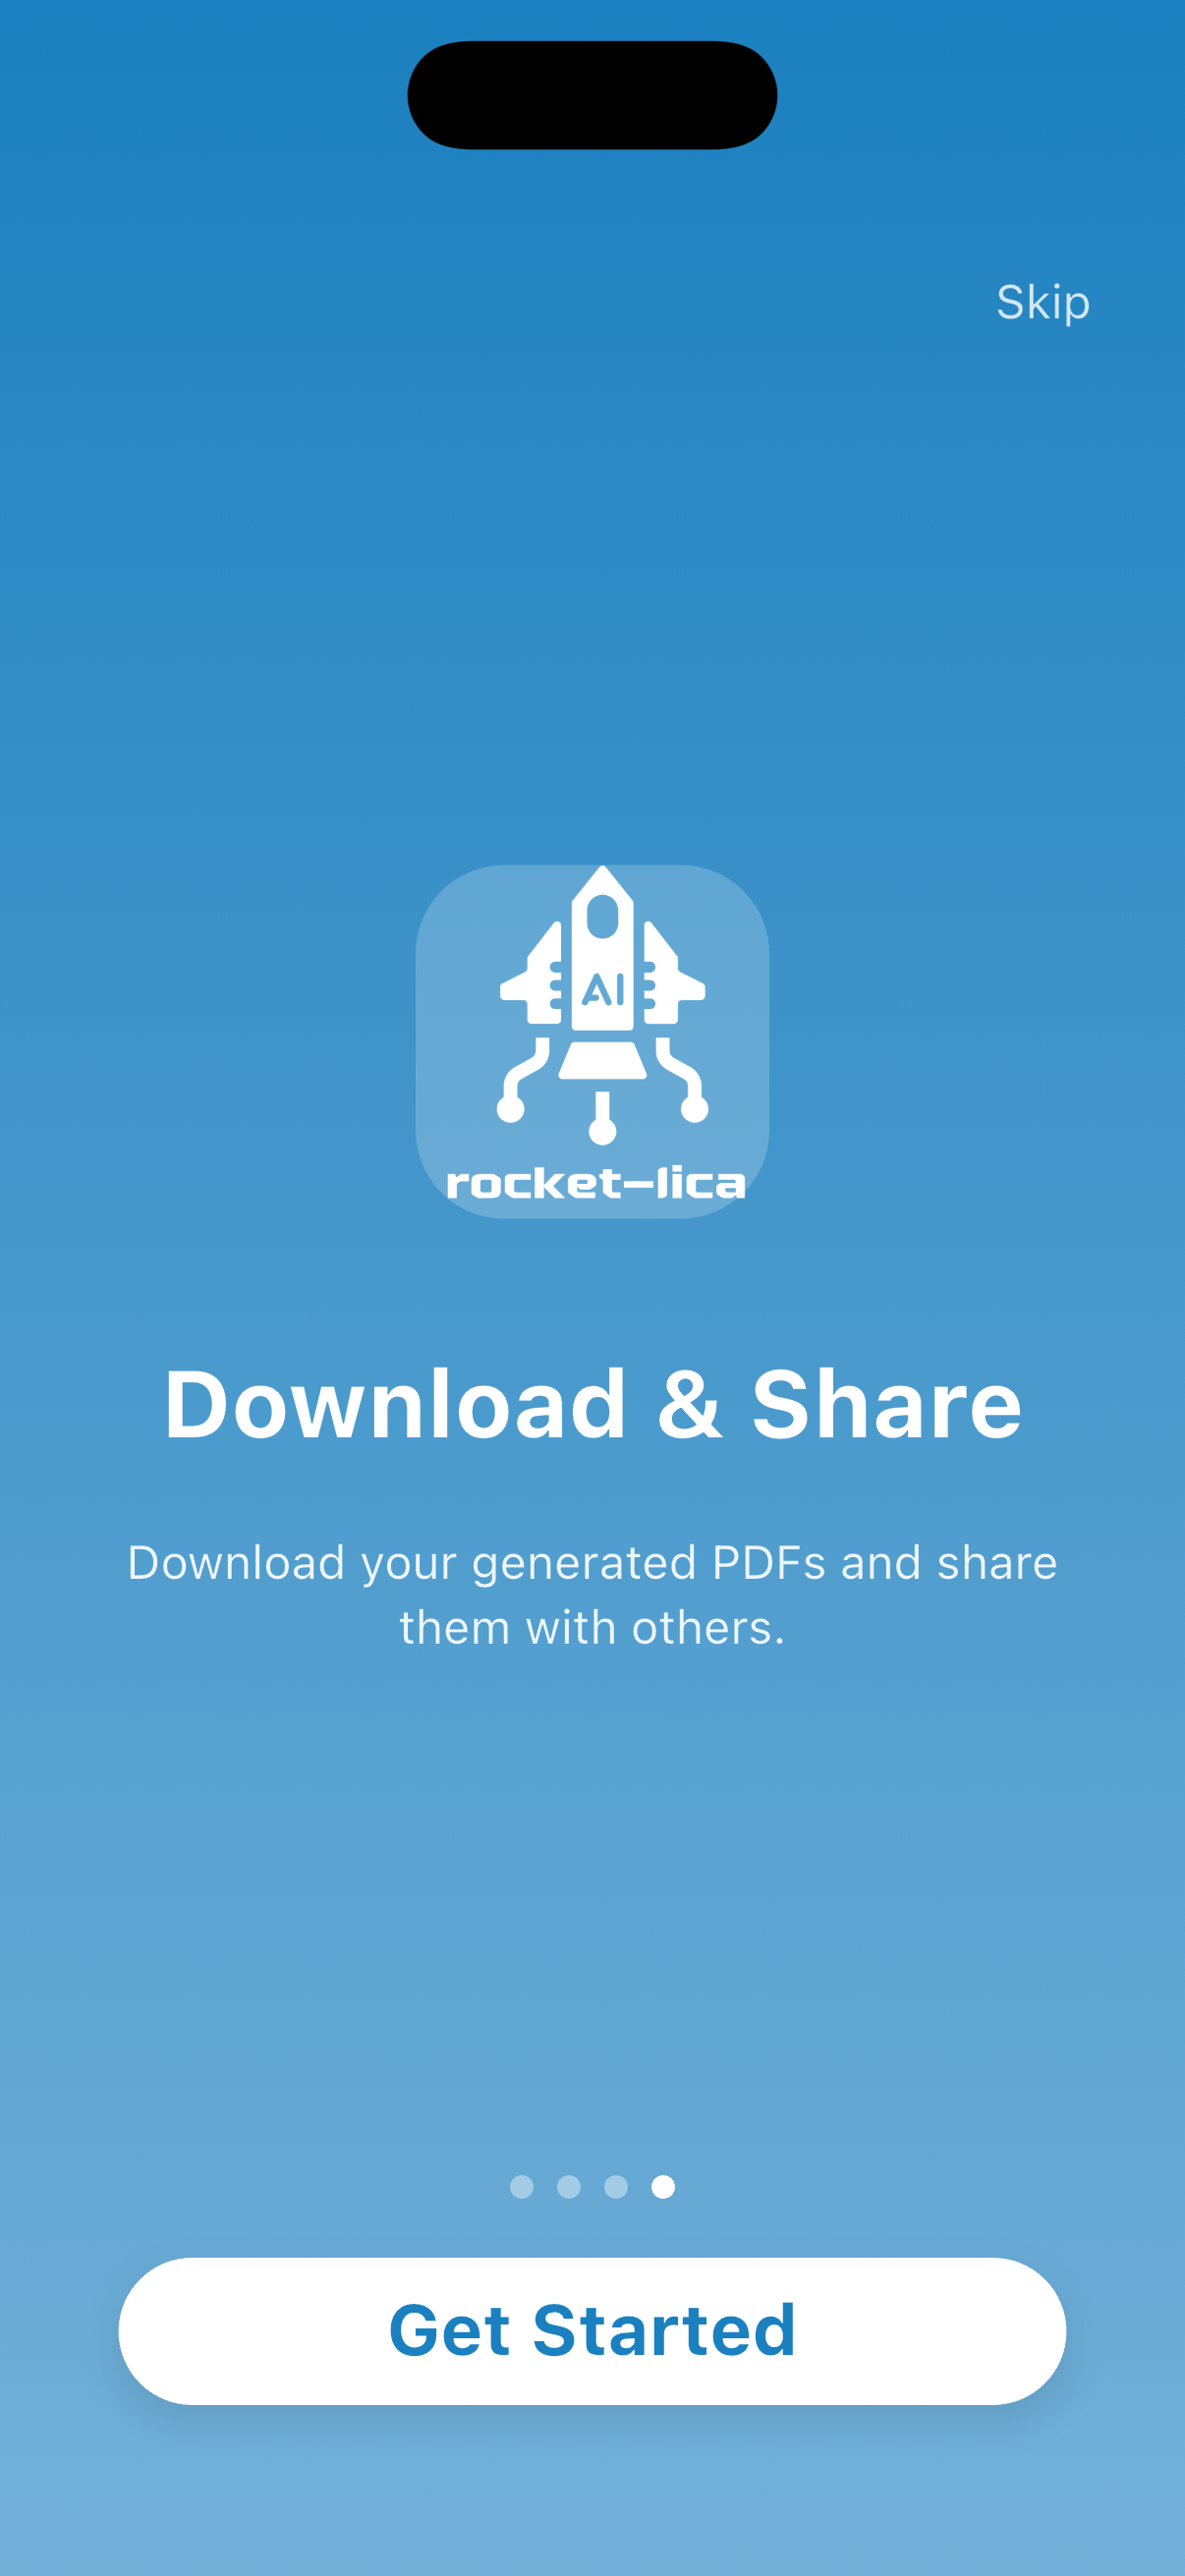 Skip
AI
rocket-lica
Download & Share
Download your generated PDFs and share
them with others.
Get Started